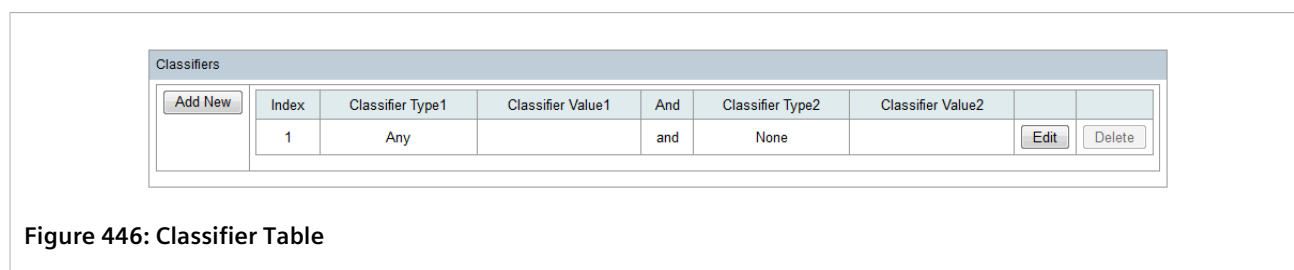 Classifiers
Add New
Index Classifier Type1 Classifier Value1 And Classifier Type2 Classifier Value2
1 Any and None Edit Delete
Figure 446: Classifier Table